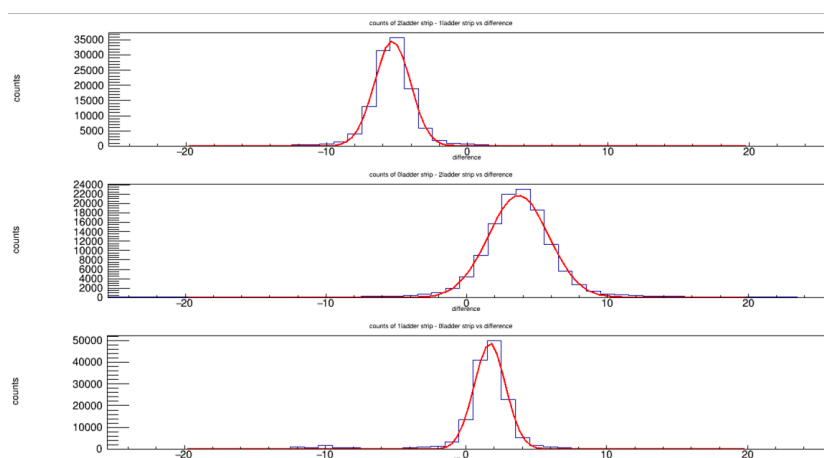 counts of 2ladder strip - 1ladder strip vs difference
counts
35000
30000
25000
20000
15000
10000
5000
0
−20 −10 0 10 20
difference
counts of 0ladder strip - 2ladder strip vs difference
counts
24000
22000
20000
18000
16000
14000
12000
10000
8000
6000
4000
2000
0
−20 −10 0 10 20
difference
counts of 1ladder strip - 0ladder strip vs difference
counts
50000
40000
30000
20000
10000
0
−20 −10 0 10 20